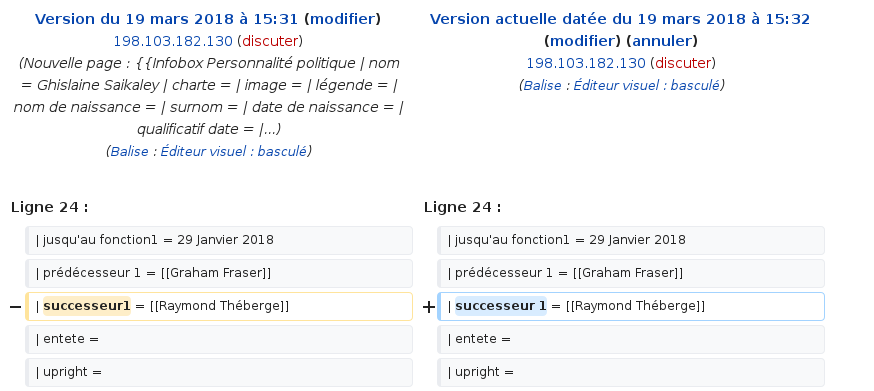 Version du 19 mars 2018 à 15:31 (modifier)
198.103.182.130 (discuter)
(Nouvelle page : {{Infobox Personnalité politique | nom
= Ghislaine Saikaley | charte = | image = | légende = |
nom de naissance = | surnom = | date de naissance = |
qualificatif date = |...)
(Balise : Éditeur visuel : basculé)
Version actuelle datée du 19 mars 2018 à 15:32
(modifier) (annuler)
198.103.182.130 (discuter)
(Balise : Éditeur visuel : basculé)
Ligne 24 :
Ligne 24 :
| jusqu'au fonction1 = 29 Janvier 2018
| jusqu'au fonction1 = 29 Janvier 2018
| prédécesseur 1 = [[Graham Fraser]]
| prédécesseur 1 = [[Graham Fraser]]
− | successeur1 = [[Raymond Théberge]]
+ | successeur 1 = [[Raymond Théberge]]
| entete =
| entete =
| upright =
| upright =